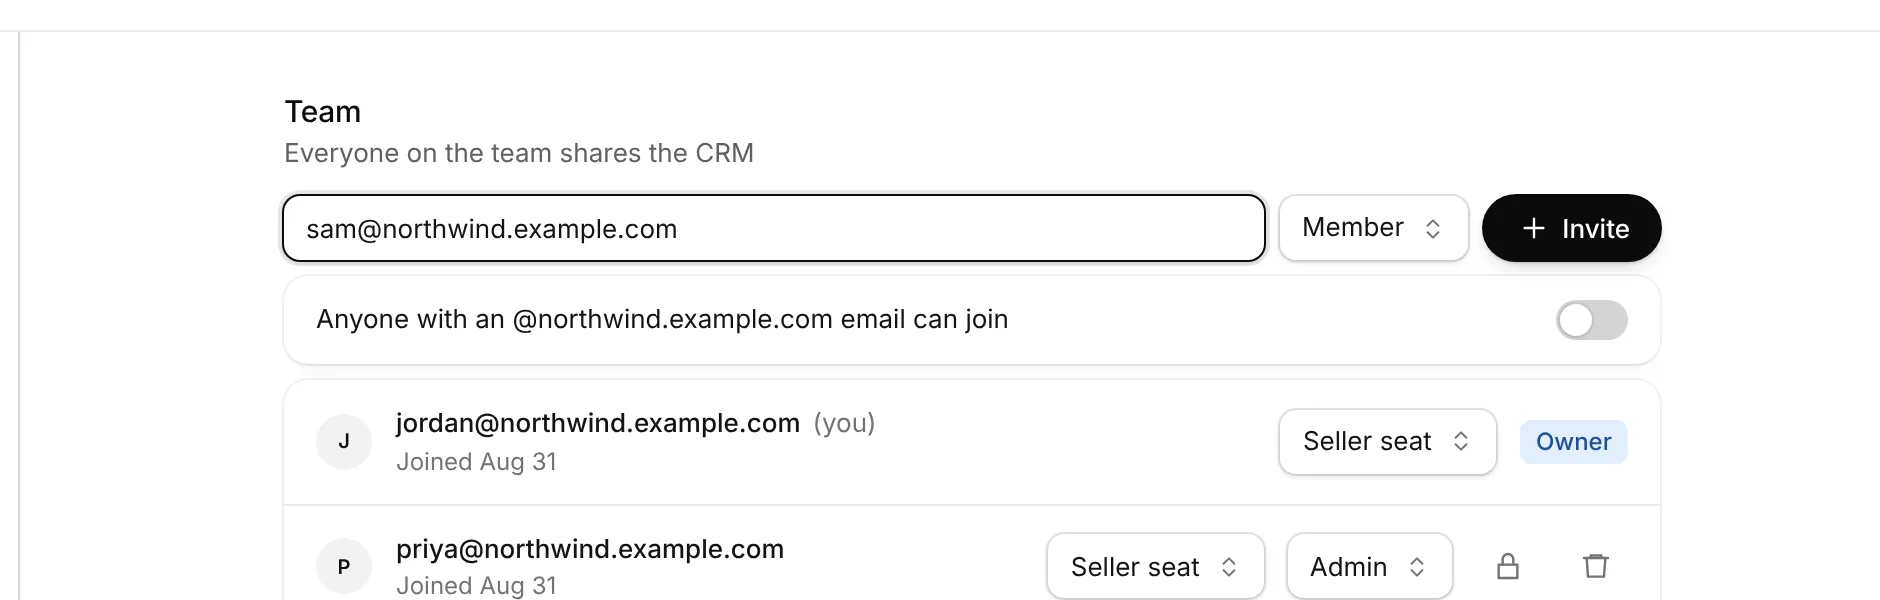 Team
Everyone on the team shares the CRM
sam@northwind.example.com
Member
Invite
Anyone with an @northwind.example.com email can join
J
jordan@northwind.example.com (you)
Joined Aug 31
Seller seat
Owner
P
priya@northwind.example.com
Joined Aug 31
Seller seat
Admin